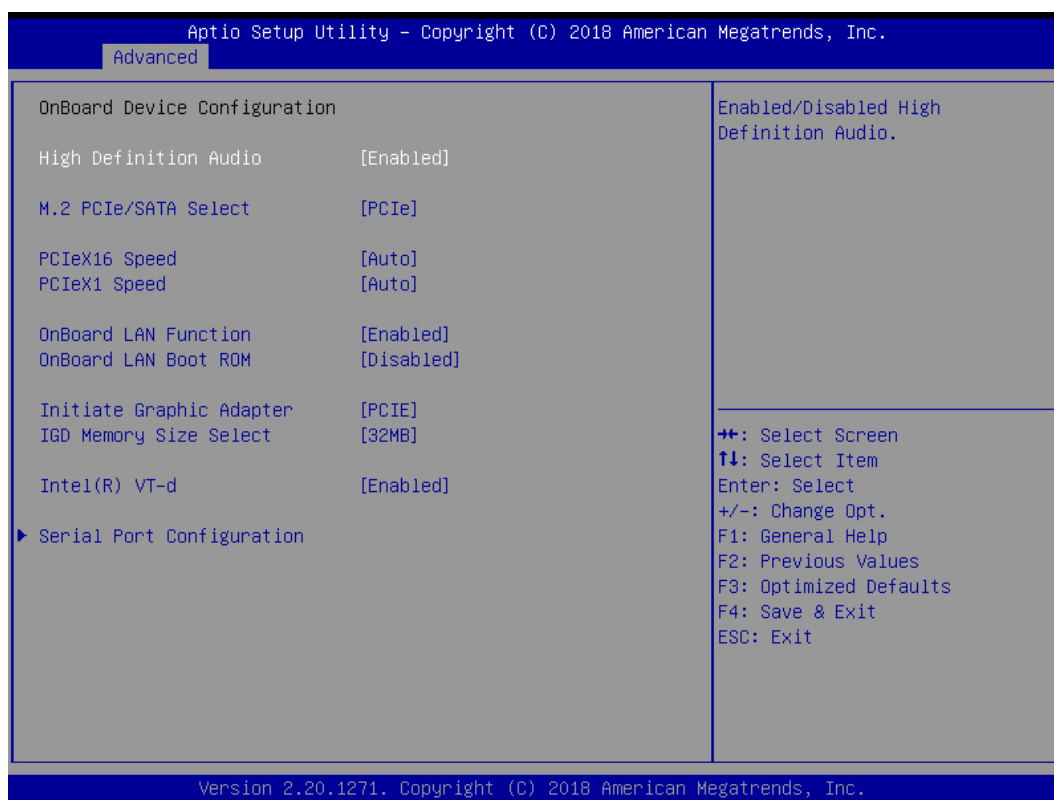 Aptio Setup Utility – Copyright (C) 2018 American Megatrends, Inc.
Advanced
OnBoard Device Configuration
High Definition Audio [Enabled]
M.2 PCIe/SATA Select [PCIe]
PCIeX16 Speed [Auto]
PCIeX1 Speed [Auto]
OnBoard LAN Function [Enabled]
OnBoard LAN Boot ROM [Disabled]
Initiate Graphic Adapter [PCIE]
IGD Memory Size Select [32MB]
Intel(R) VT-d [Enabled]
Serial Port Configuration
Enabled/Disabled High
Definition Audio.
→←: Select Screen
↑↓: Select Item
Enter: Select
+/-: Change Opt.
F1: General Help
F2: Previous Values
F3: Optimized Defaults
F4: Save & Exit
ESC: Exit
Version 2.20.1271. Copyright (C) 2018 American Megatrends, Inc.